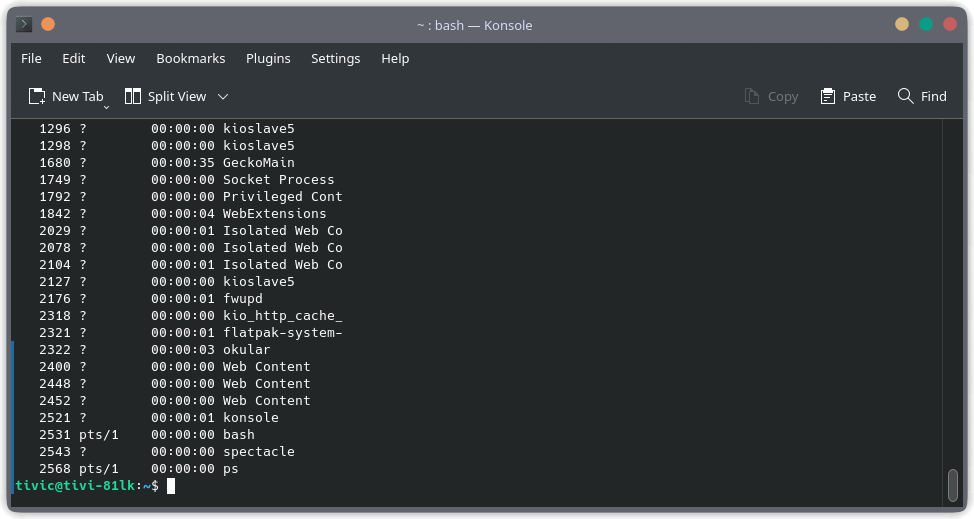 ~ : bash — Konsole
File Edit View Bookmarks Plugins Settings Help
New Tab Split View Copy Paste Find
1296 ? 00:00:00 kioslave5
1298 ? 00:00:00 kioslave5
1680 ? 00:00:35 GeckoMain
1749 ? 00:00:00 Socket Process
1792 ? 00:00:00 Privileged Cont
1842 ? 00:00:04 WebExtensions
2029 ? 00:00:01 Isolated Web Co
2078 ? 00:00:00 Isolated Web Co
2104 ? 00:00:01 Isolated Web Co
2127 ? 00:00:00 kioslave5
2176 ? 00:00:01 fwupd
2318 ? 00:00:00 kio_http_cache_
2321 ? 00:00:01 flatpak-system-
2322 ? 00:00:03 okular
2400 ? 00:00:00 Web Content
2448 ? 00:00:00 Web Content
2452 ? 00:00:00 Web Content
2521 ? 00:00:01 konsole
2531 pts/1 00:00:00 bash
2543 ? 00:00:00 spectacle
2568 pts/1 00:00:00 ps
tivic@tivi-81lk:~$